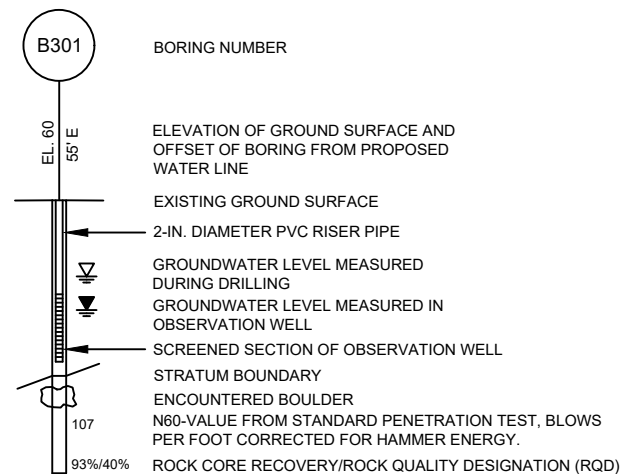 B301
BORING NUMBER
EL. 60
55' E
ELEVATION OF GROUND SURFACE AND
OFFSET OF BORING FROM PROPOSED
WATER LINE
EXISTING GROUND SURFACE
2-IN. DIAMETER PVC RISER PIPE
GROUNDWATER LEVEL MEASURED
DURING DRILLING
GROUNDWATER LEVEL MEASURED IN
OBSERVATION WELL
SCREENED SECTION OF OBSERVATION WELL
STRATUM BOUNDARY
ENCOUNTERED BOULDER
107
N60-VALUE FROM STANDARD PENETRATION TEST, BLOWS
PER FOOT CORRECTED FOR HAMMER ENERGY.
93%/40%
ROCK CORE RECOVERY/ROCK QUALITY DESIGNATION (RQD)